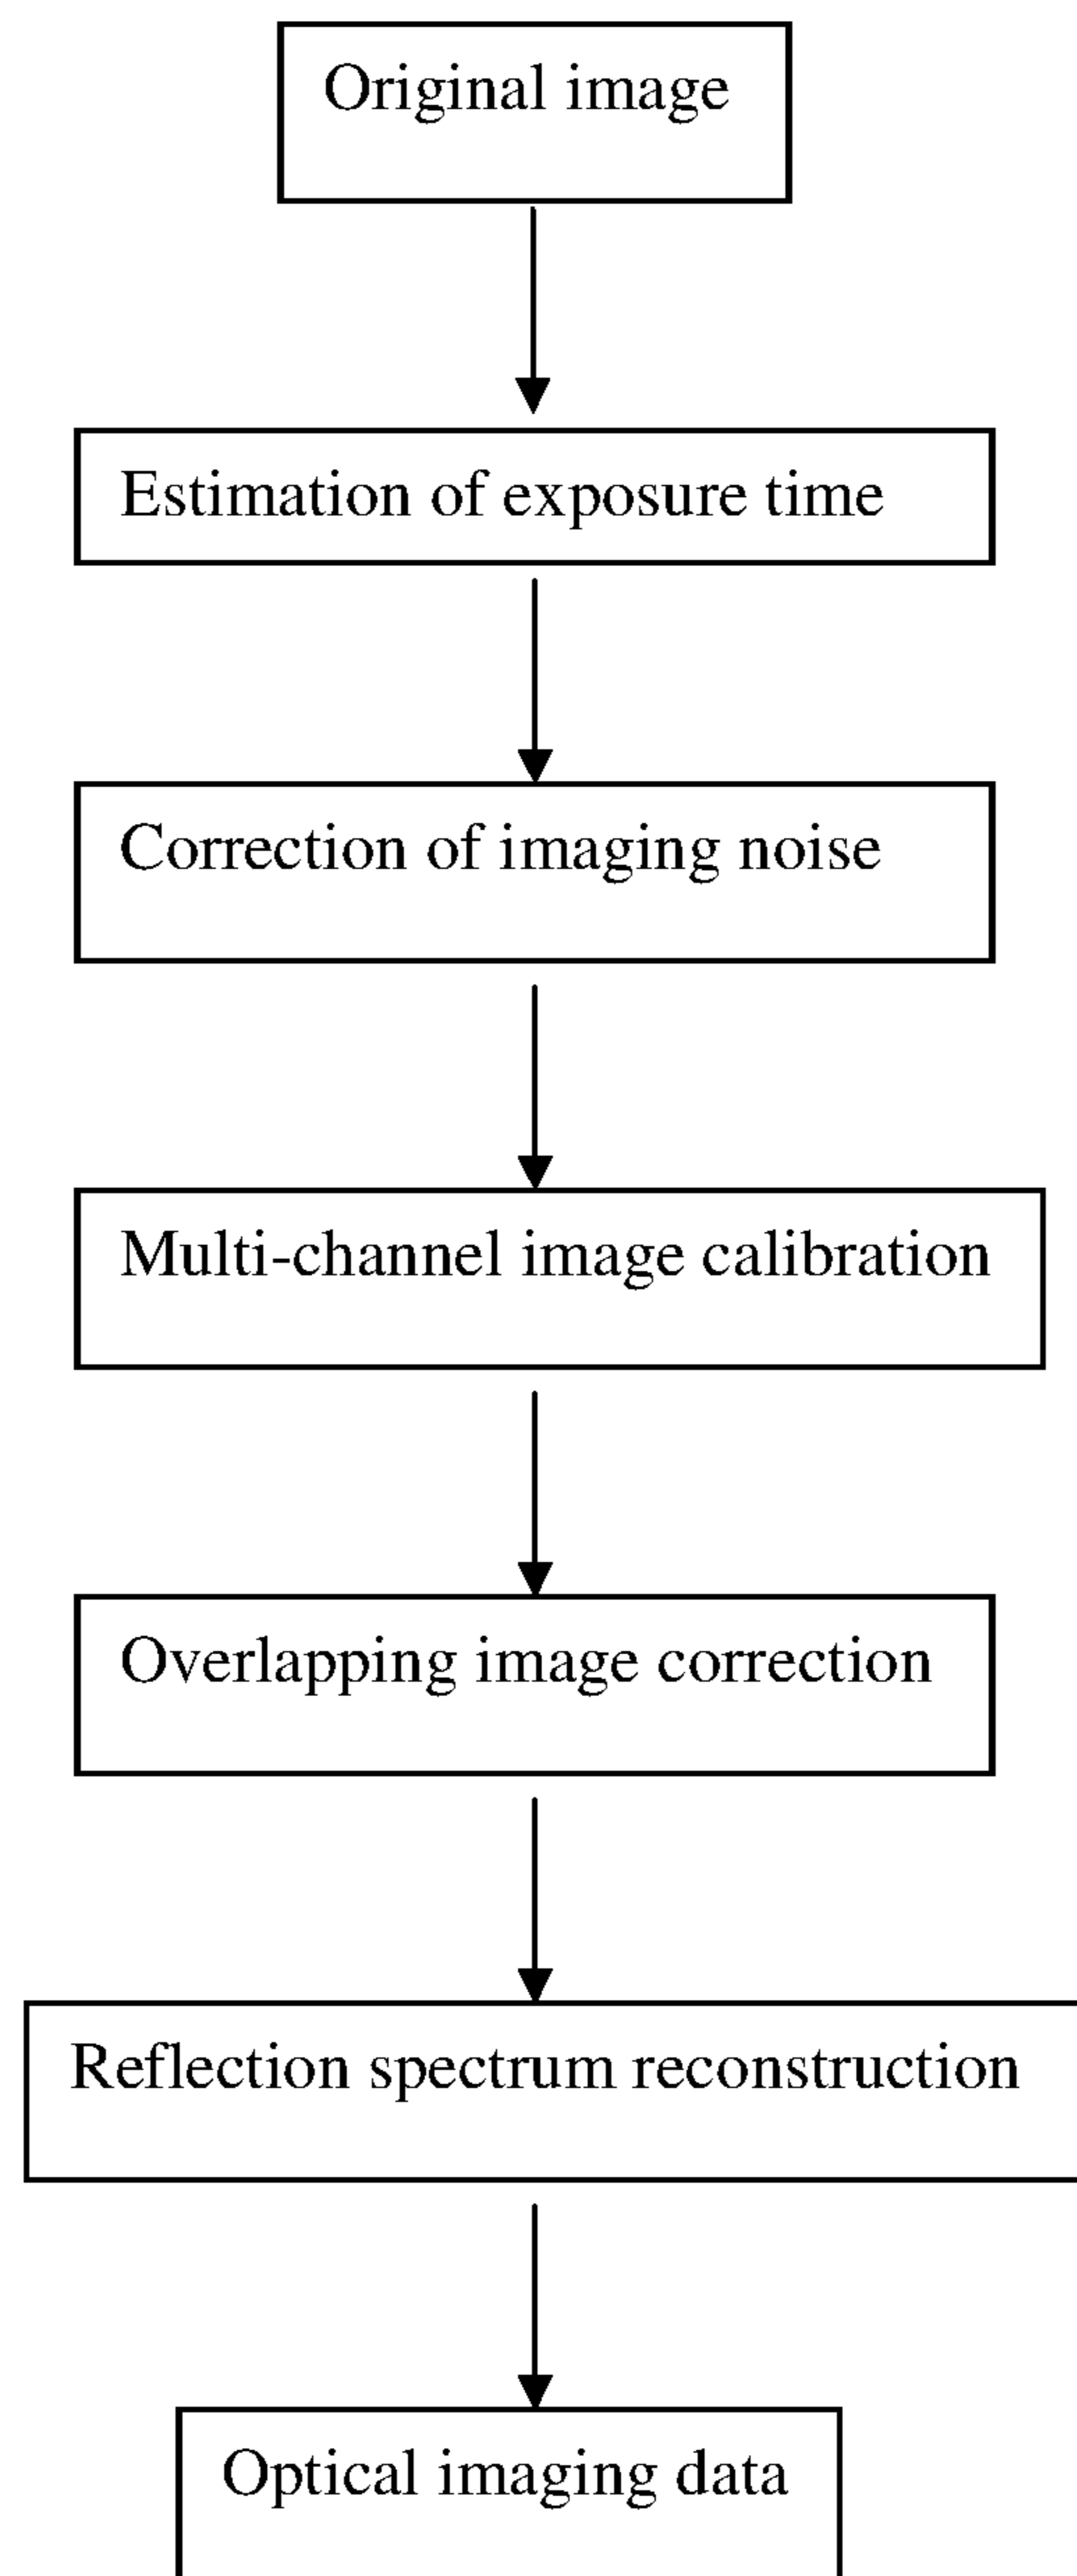 Original image
Estimation of exposure time
Correction of imaging noise
Multi-channel image calibration
Overlapping image correction
Reflection spectrum reconstruction
Optical imaging data